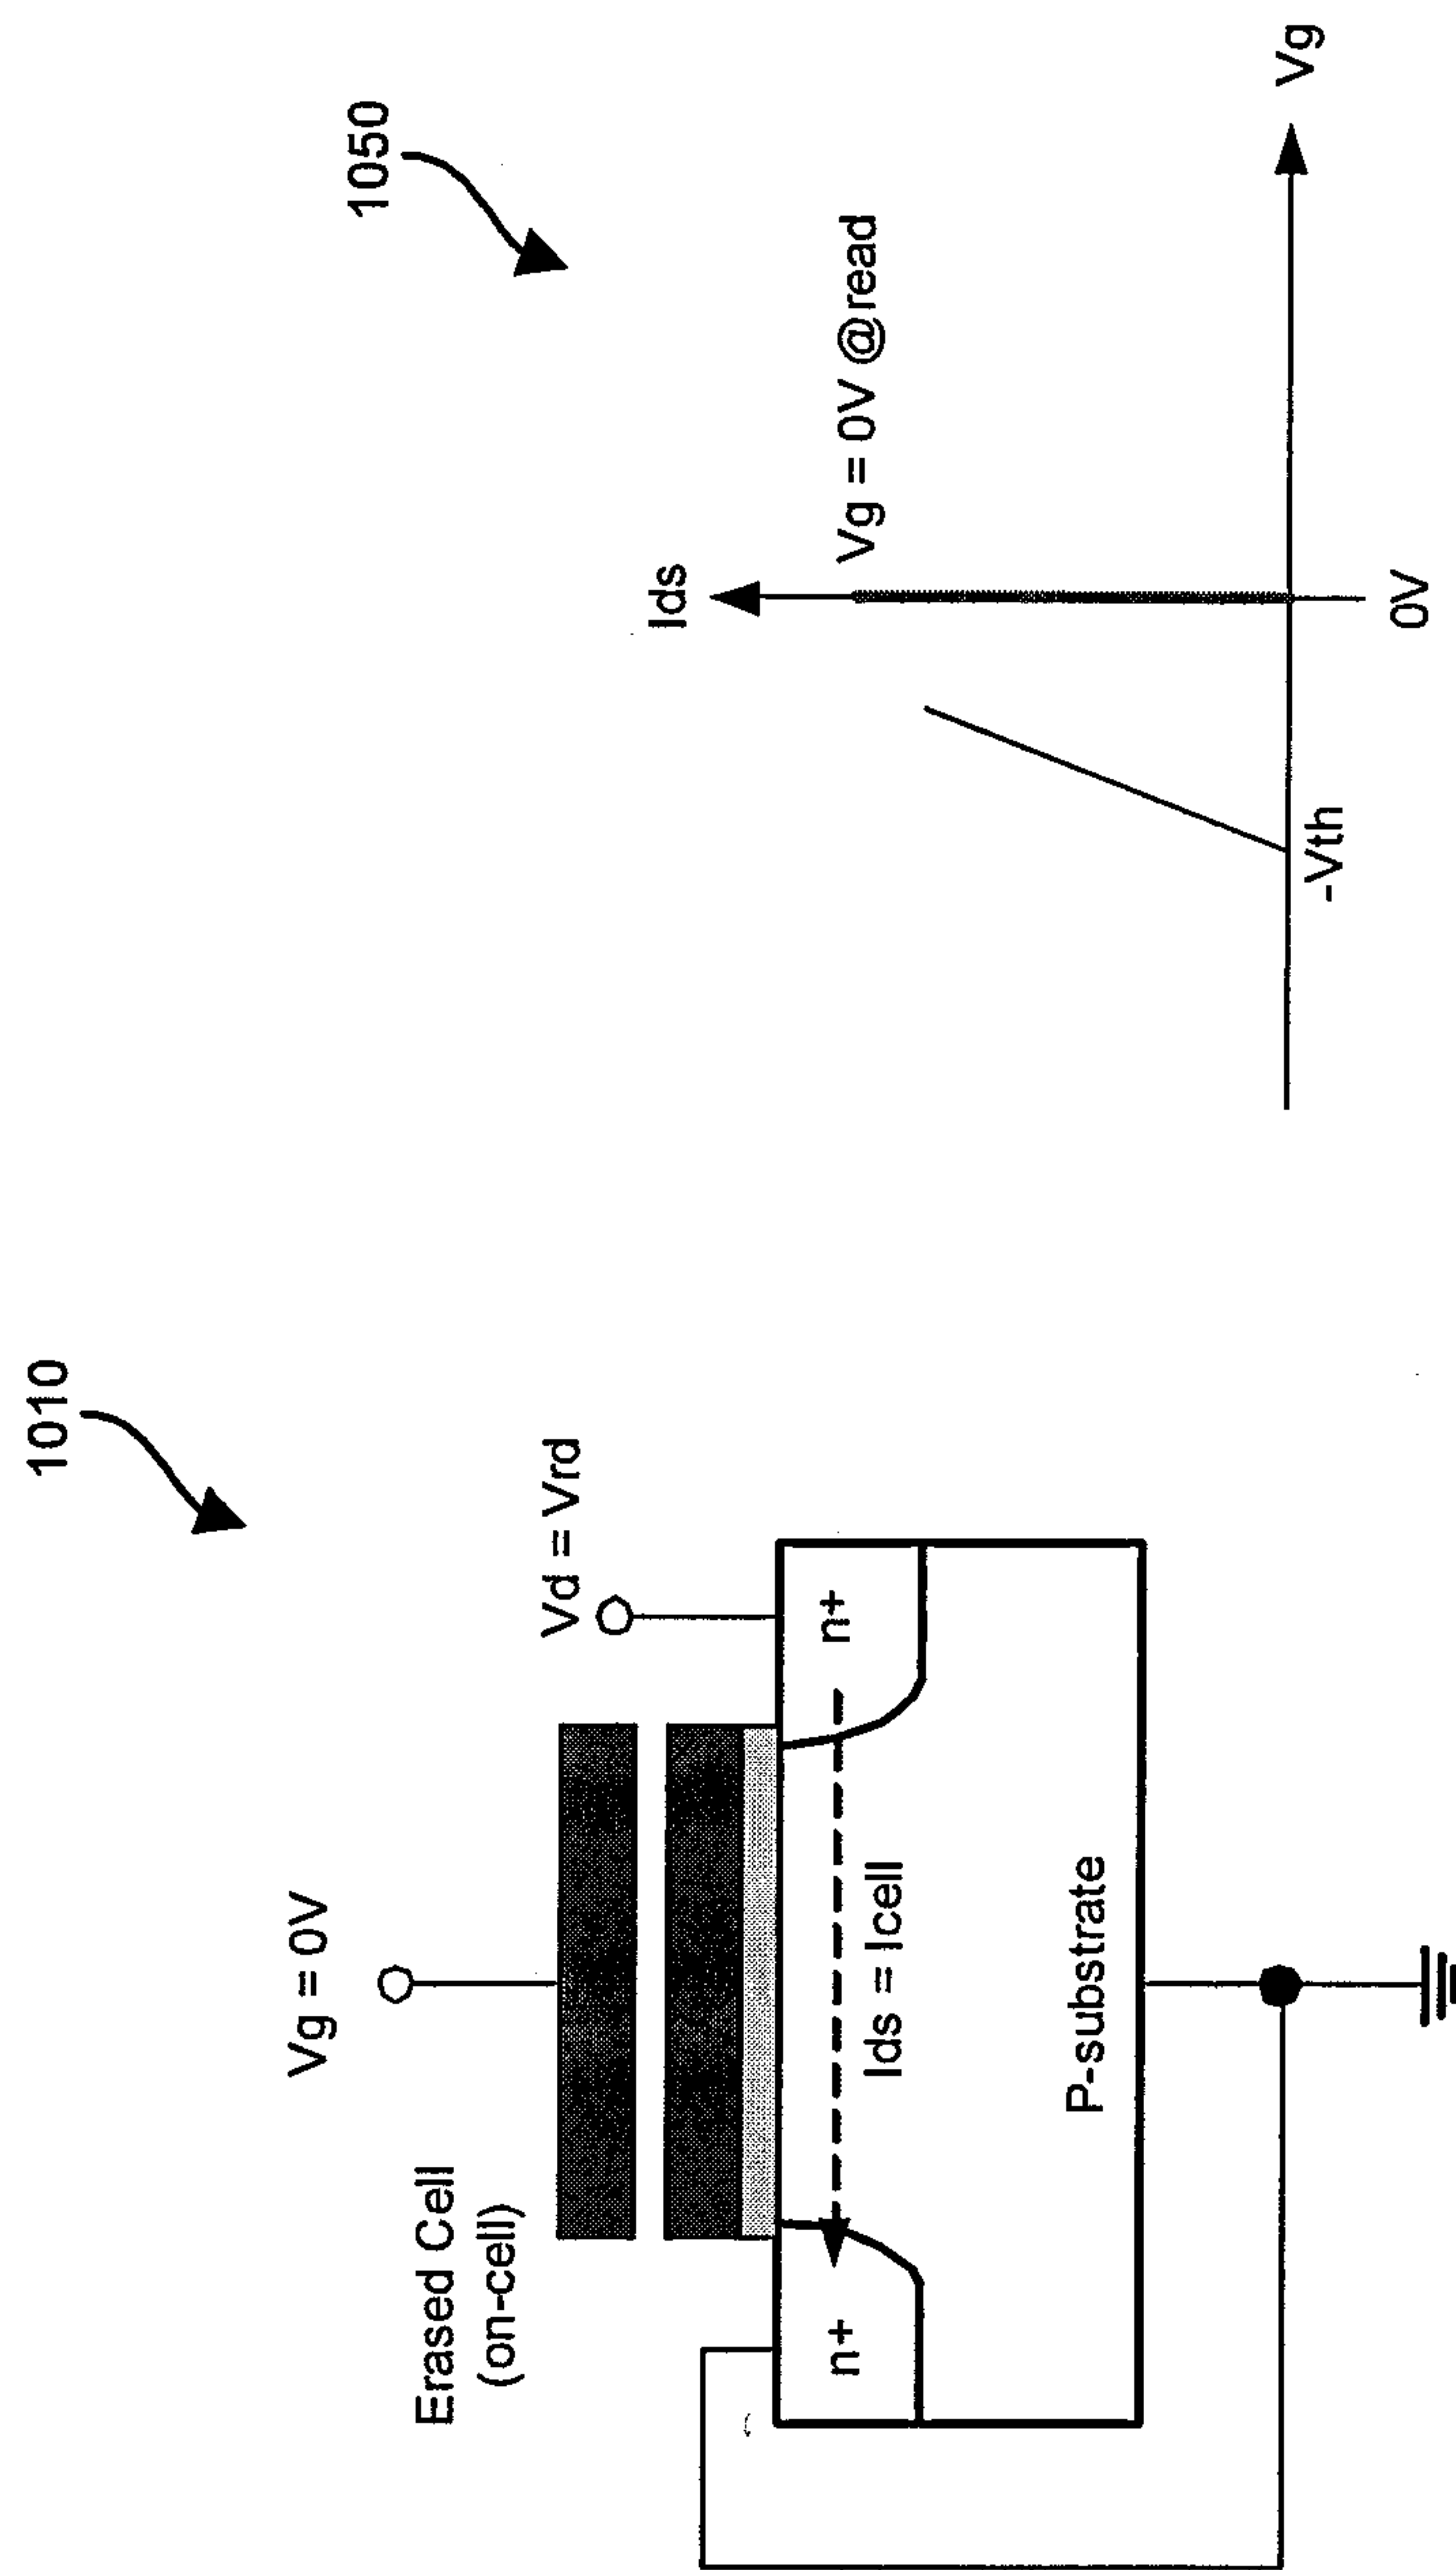 1010
Vg = 0V
Erased Cell
(on-cell)
Vd = Vrd
n+
n+
Ids = Icell
P-substrate
1050
Ids
Vg = 0V @read
Vg
-Vth
0V